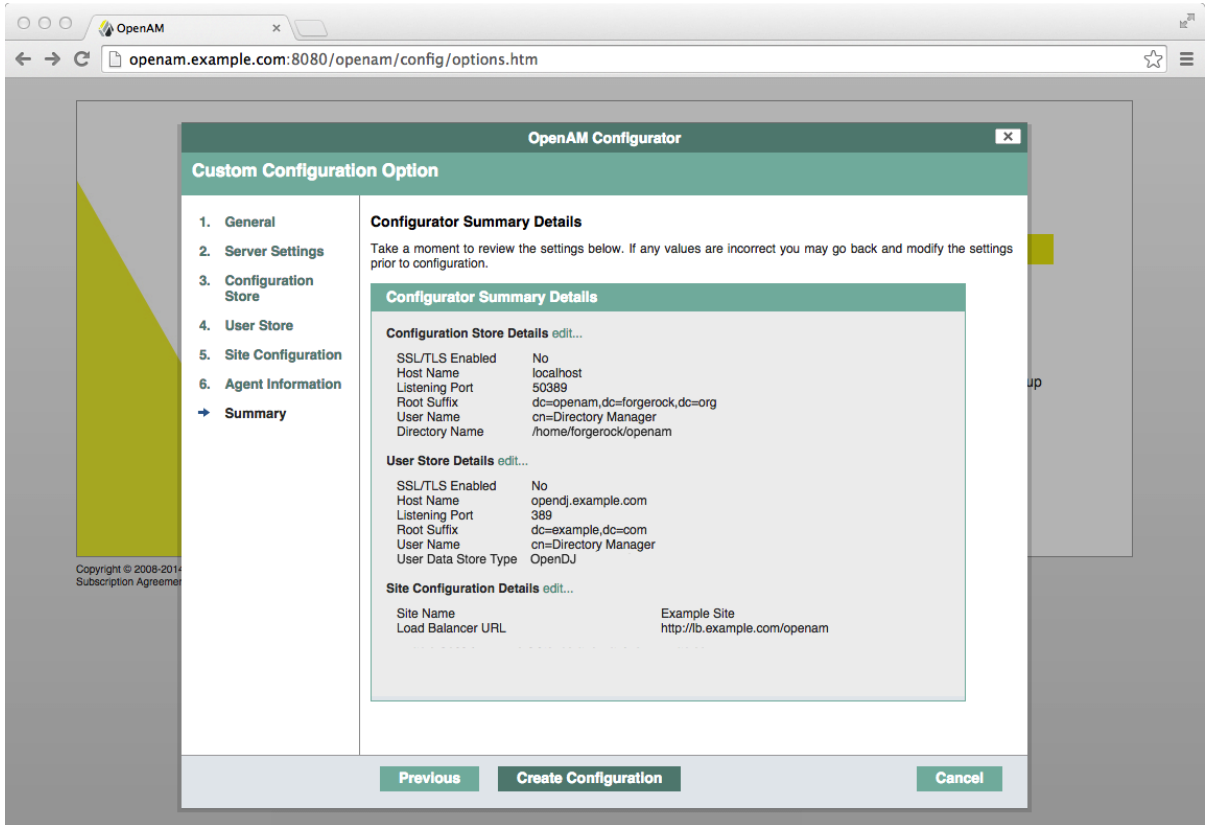 OpenAM
openam.example.com:8080/openam/config/options.htm
OpenAM Configurator
Custom Configuration Option
1. General
2. Server Settings
3. Configuration
Store
4. User Store
5. Site Configuration
6. Agent Information
Summary
Configurator Summary Details
Take a moment to review the settings below. If any values are incorrect you may go back and modify the settings
prior to configuration.
Configurator Summary Details
Configuration Store Details edit...
SSL/TLS Enabled No
Host Name localhost
Listening Port 50389
Root Suffix dc=openam,dc=forgerock,dc=org
User Name cn=Directory Manager
Directory Name /home/forgerock/openam
User Store Details edit...
SSL/TLS Enabled No
Host Name opendj.example.com
Listening Port 389
Root Suffix dc=example,dc=com
User Name cn=Directory Manager
User Data Store Type OpenDJ
Site Configuration Details edit...
Site Name Example Site
Load Balancer URL http://lb.example.com/openam
up
Copyright © 2008-2014
Subscription Agreemen
Previous
Create Configuration
Cancel